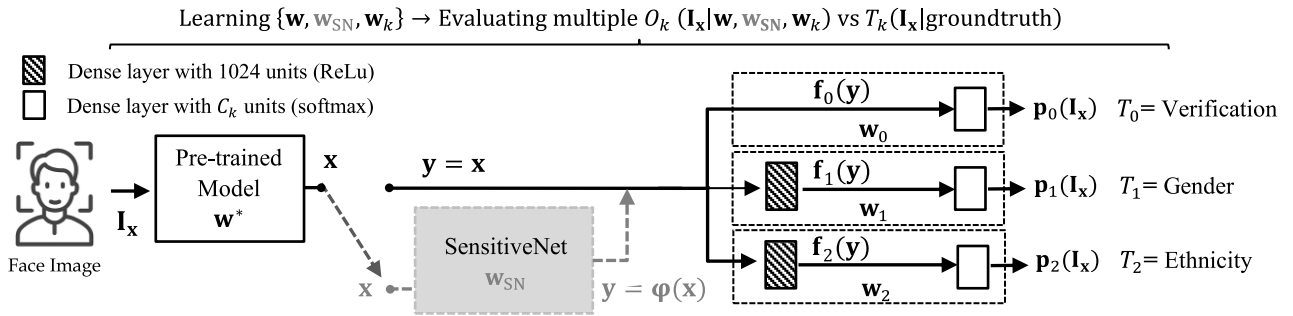 Learning {𝐰, 𝐰_SN, 𝐰_𝑘} → Evaluating multiple 𝑂_𝑘 (𝐈_𝐱|𝐰, 𝐰_SN, 𝐰_𝑘) vs 𝑇_𝑘(𝐈_𝐱|groundtruth)
Dense layer with 1024 units (ReLu)
Dense layer with 𝐶_𝑘 units (softmax)
Face Image
𝐈_𝐱
Pre-trained
Model
𝐰*
𝐱
𝐱
𝐲 = 𝐱
SensitiveNet
𝐰_SN
𝐲 = 𝛗(𝐱)
𝐟_0(𝐲)
𝐰_0
𝐩_0(𝐈_𝐱) 𝑇_0= Verification
𝐟_1(𝐲)
𝐰_1
𝐩_1(𝐈_𝐱) 𝑇_1= Gender
𝐟_2(𝐲)
𝐰_2
𝐩_2(𝐈_𝐱) 𝑇_2= Ethnicity